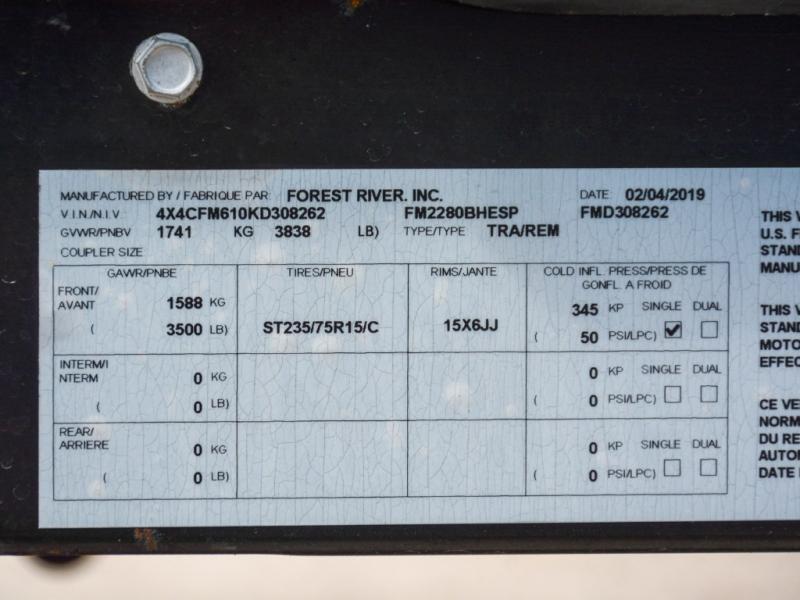 MANUFACTURED BY / FABRIQUE PAR: FOREST RIVER. INC. DATE: 02/04/2019
V.I.N./N.I.V.: 4X4CFM610KD308262 FM2280BHESP FMD308262
GVWR/PNBV 1741 KG 3838 LB) TYPE/TYPE TRA/REM
COUPLER SIZE
GAWR/PNBE TIRES/PNEU RIMS/JANTE COLD INFL. PRESS/PRESS DE
GONFL. A FROID
FRONT/
AVANT 1588 KG 345 KP SINGLE DUAL
( 3500 LB) ST235/75R15/C 15X6JJ ( 50 PSI/LPC)
INTERM/I
NTERM 0 KG 0 KP SINGLE DUAL
( 0 LB) ( 0 PSI/LPC)
REAR/
ARRIERE 0 KG 0 KP SINGLE DUAL
( 0 LB) ( 0 PSI/LPC)
THIS V
U.S. F
STAN
MANU
THIS V
STAND
MOTO
EFFEC
CE VE
NORM
DU RE
AUTO
DATE